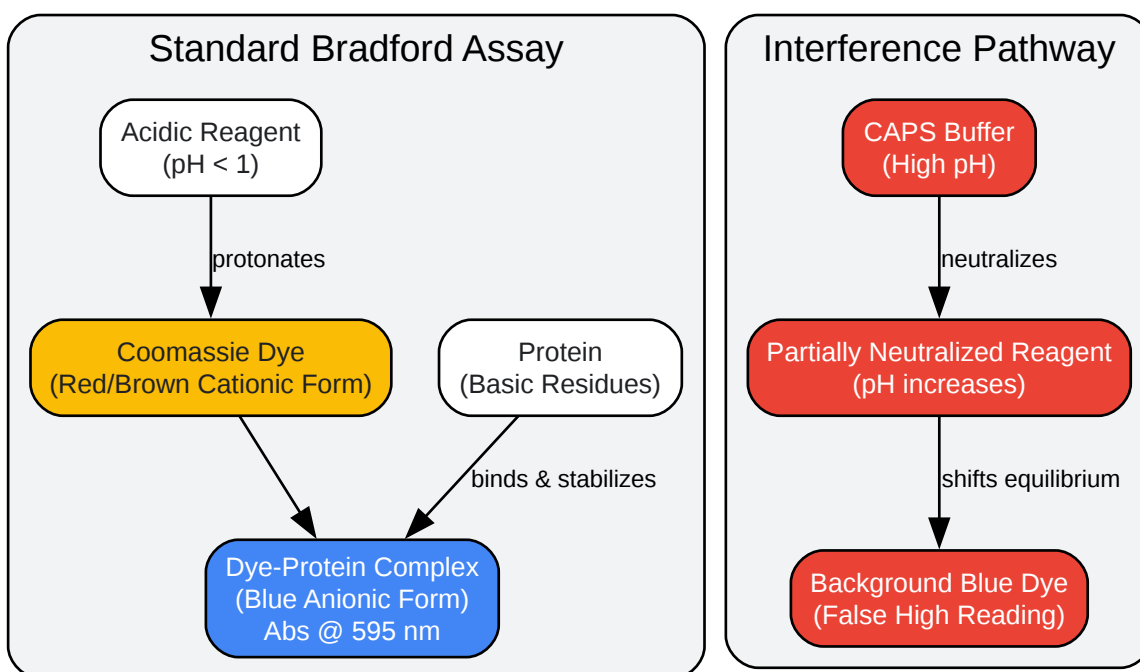 Standard Bradford Assay
Acidic Reagent
(pH < 1)
protonates
Coomassie Dye
(Red/Brown Cationic Form)
Protein
(Basic Residues)
binds & stabilizes
Dye-Protein Complex
(Blue Anionic Form)
Abs @ 595 nm
Interference Pathway
CAPS Buffer
(High pH)
neutralizes
Partially Neutralized Reagent
(pH increases)
shifts equilibrium
Background Blue Dye
(False High Reading)